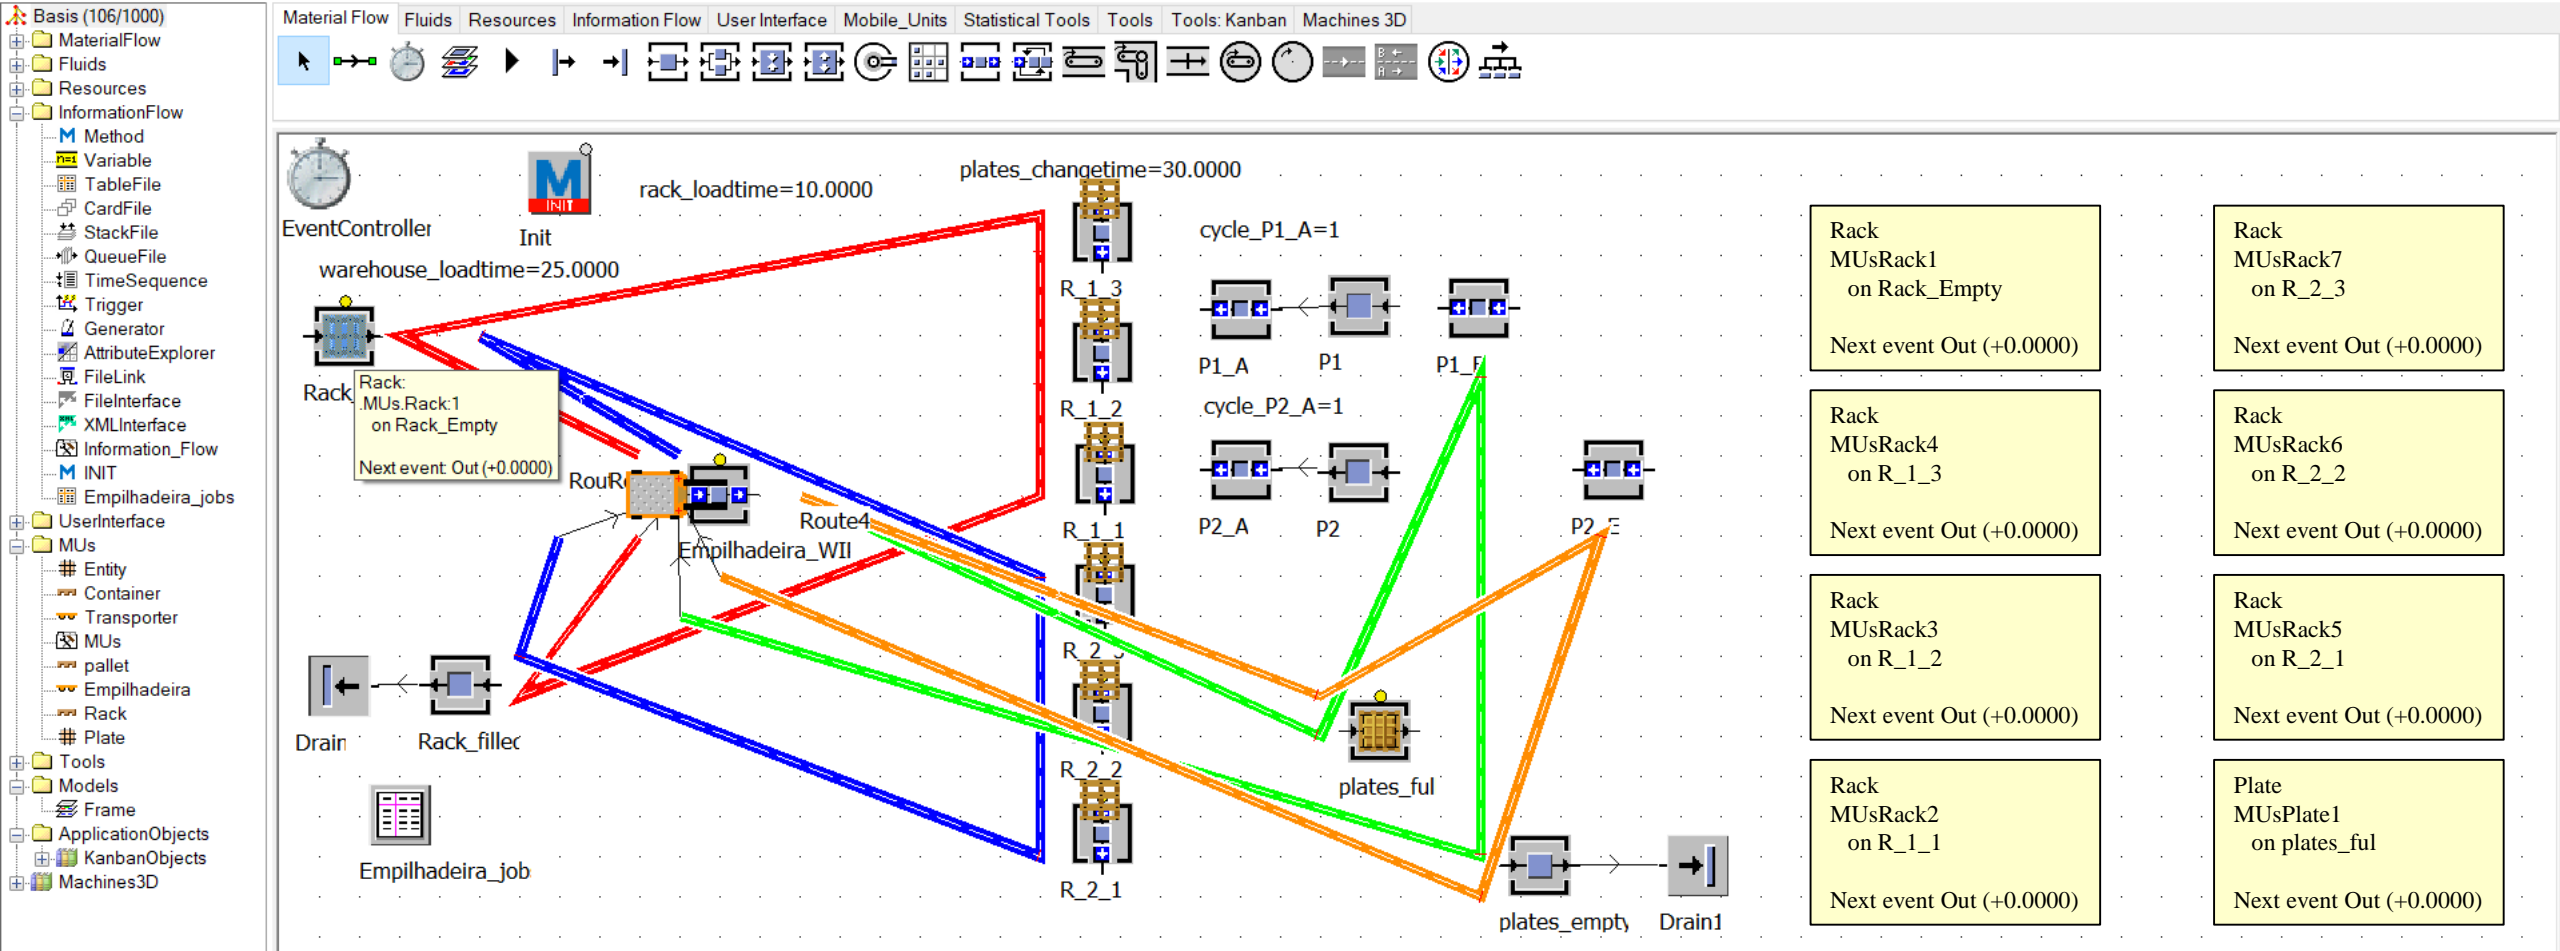 Basis (106/1000)
MaterialFlow
Fluids
Resources
InformationFlow
Method
Variable
TableFile
CardFile
StackFile
QueueFile
TimeSequence
Trigger
Generator
AttributeExplorer
FileLink
FileInterface
XMLInterface
Information_Flow
INIT
Empilhadeira_jobs
UserInterface
MUs
Entity
Container
Transporter
MUs
pallet
Empilhadeira
Rack
Plate
Tools
Models
Frame
ApplicationObjects
KanbanObjects
Machines3D
Material Flow Fluids Resources Information Flow User Interface Mobile_Units Statistical Tools Tools Tools: Kanban Machines 3D
EventController
M
INIT
Init
rack_loadtime=10.0000
plates_changetime=30.0000
warehouse_loadtime=25.0000
Rack_
Rack:
.MUs.Rack:1
on Rack_Empty
Next event: Out (+0.0000)
R_1_3
R_1_2
R_1_1
R_2_3
R_2_2
R_2_1
cycle_P1_A=1
P1_A
P1
P1_E
cycle_P2_A=1
P2_A
P2
P2_E
Route4
Empilhadeira_WII
Drain
Rack_filled
Empilhadeira_job
plates_ful
plates_empty
Drain1
Rack
MUsRack1
on Rack_Empty
Next event Out (+0.0000)
Rack
MUsRack7
on R_2_3
Next event Out (+0.0000)
Rack
MUsRack4
on R_1_3
Next event Out (+0.0000)
Rack
MUsRack6
on R_2_2
Next event Out (+0.0000)
Rack
MUsRack3
on R_1_2
Next event Out (+0.0000)
Rack
MUsRack5
on R_2_1
Next event Out (+0.0000)
Rack
MUsRack2
on R_1_1
Next event Out (+0.0000)
Plate
MUsPlate1
on plates_ful
Next event Out (+0.0000)